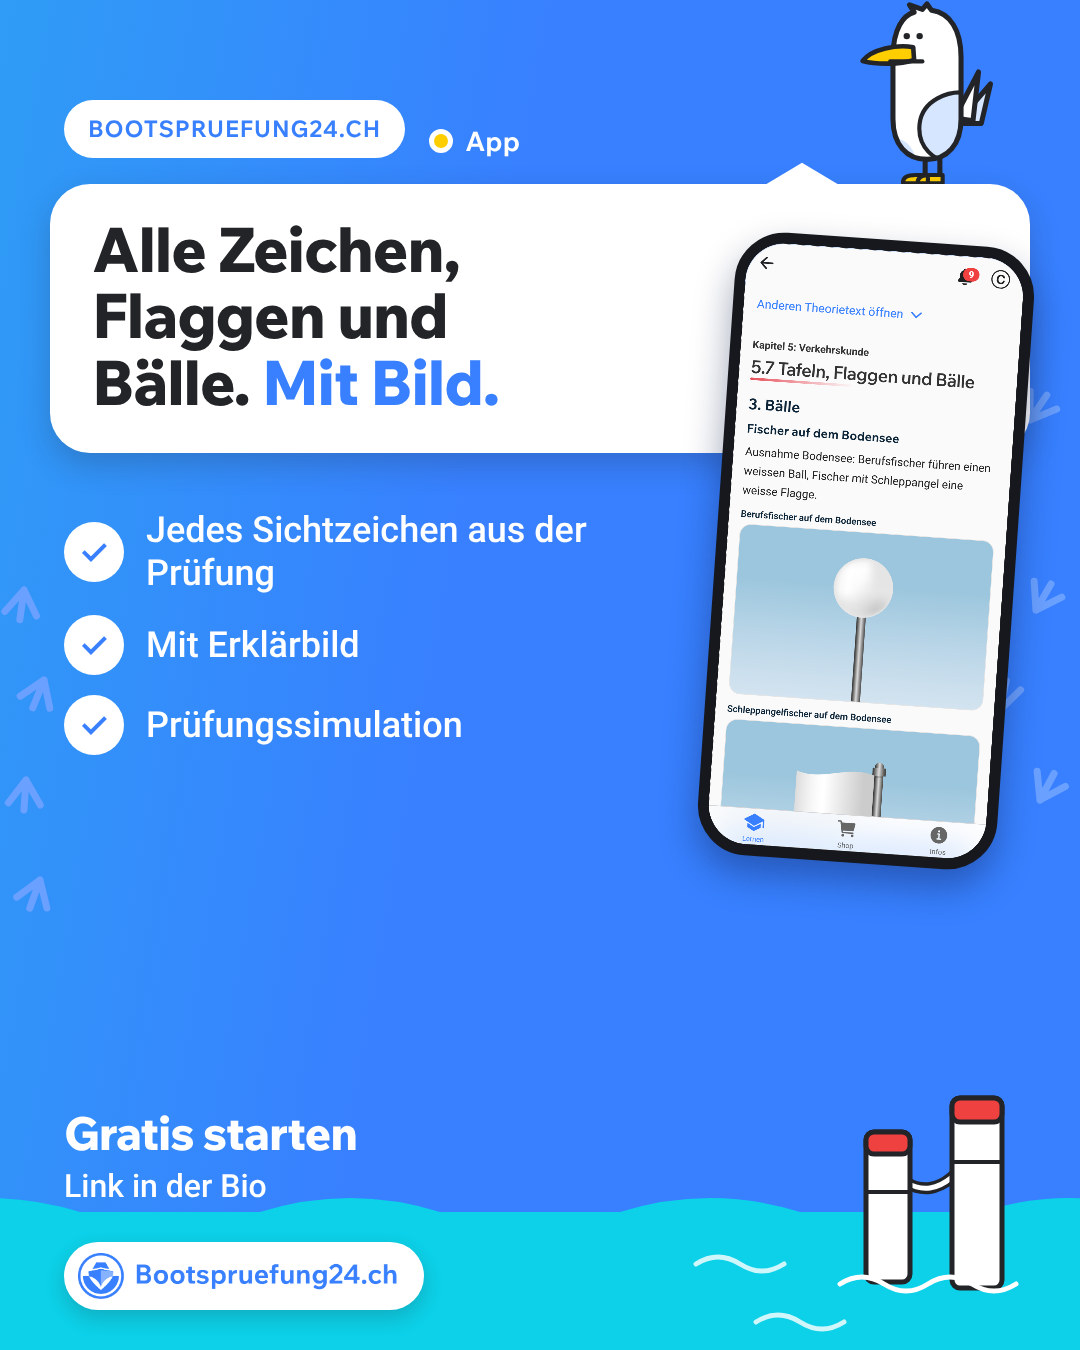 BOOTSPRUEFUNG24.CH
App
Alle Zeichen,
Flaggen und
Bälle. Mit Bild.
Jedes Sichtzeichen aus der
Prüfung
Mit Erklärbild
Prüfungssimulation
9
C
Anderen Theorietext öffnen
Kapitel 5: Verkehrskunde
5.7 Tafeln, Flaggen und Bälle
3. Bälle
Fischer auf dem Bodensee
Ausnahme Bodensee: Berufsfischer führen einen
weissen Ball, Fischer mit Schleppangel eine
weisse Flagge.
Berufsfischer auf dem Bodensee
Schleppangelfischer auf dem Bodensee
Lernen
Shop
Infos
Gratis starten
Link in der Bio
Bootspruefung24.ch